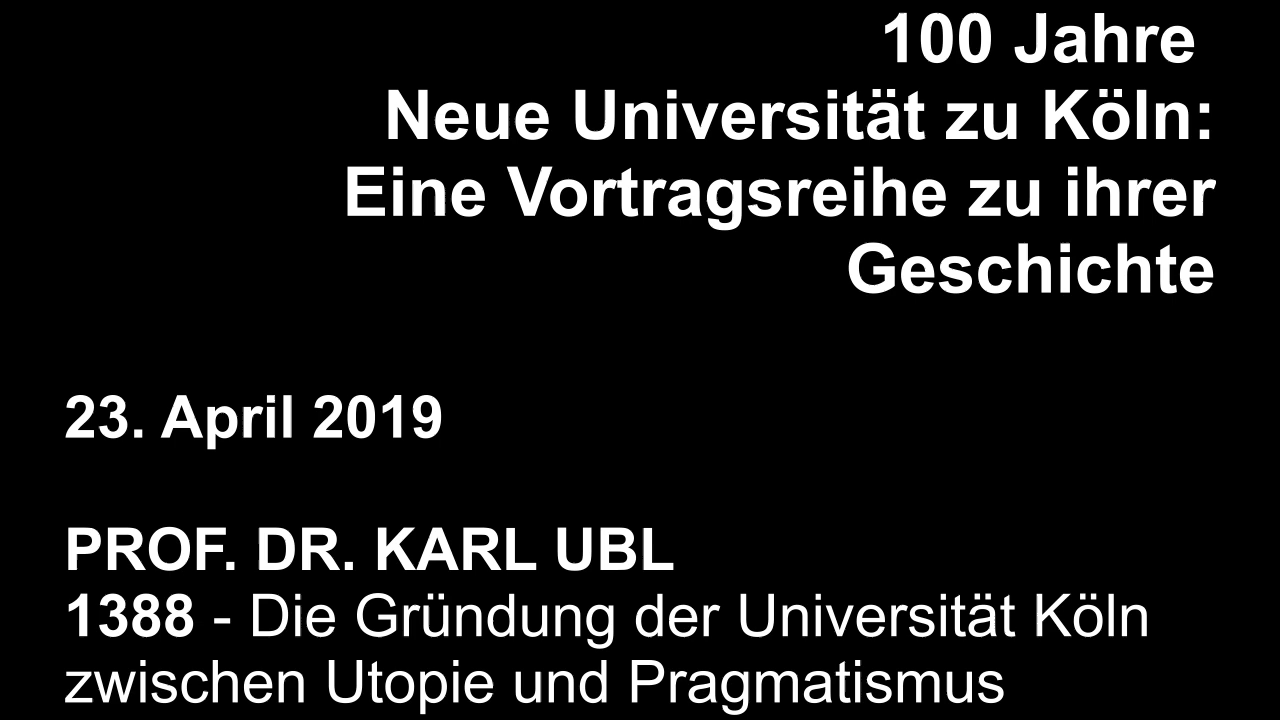 100 Jahre
Neue Universität zu Köln:
Eine Vortragsreihe zu ihrer
Geschichte
23. April 2019
PROF. DR. KARL UBL
1388 - Die Gründung der Universität Köln
zwischen Utopie und Pragmatismus